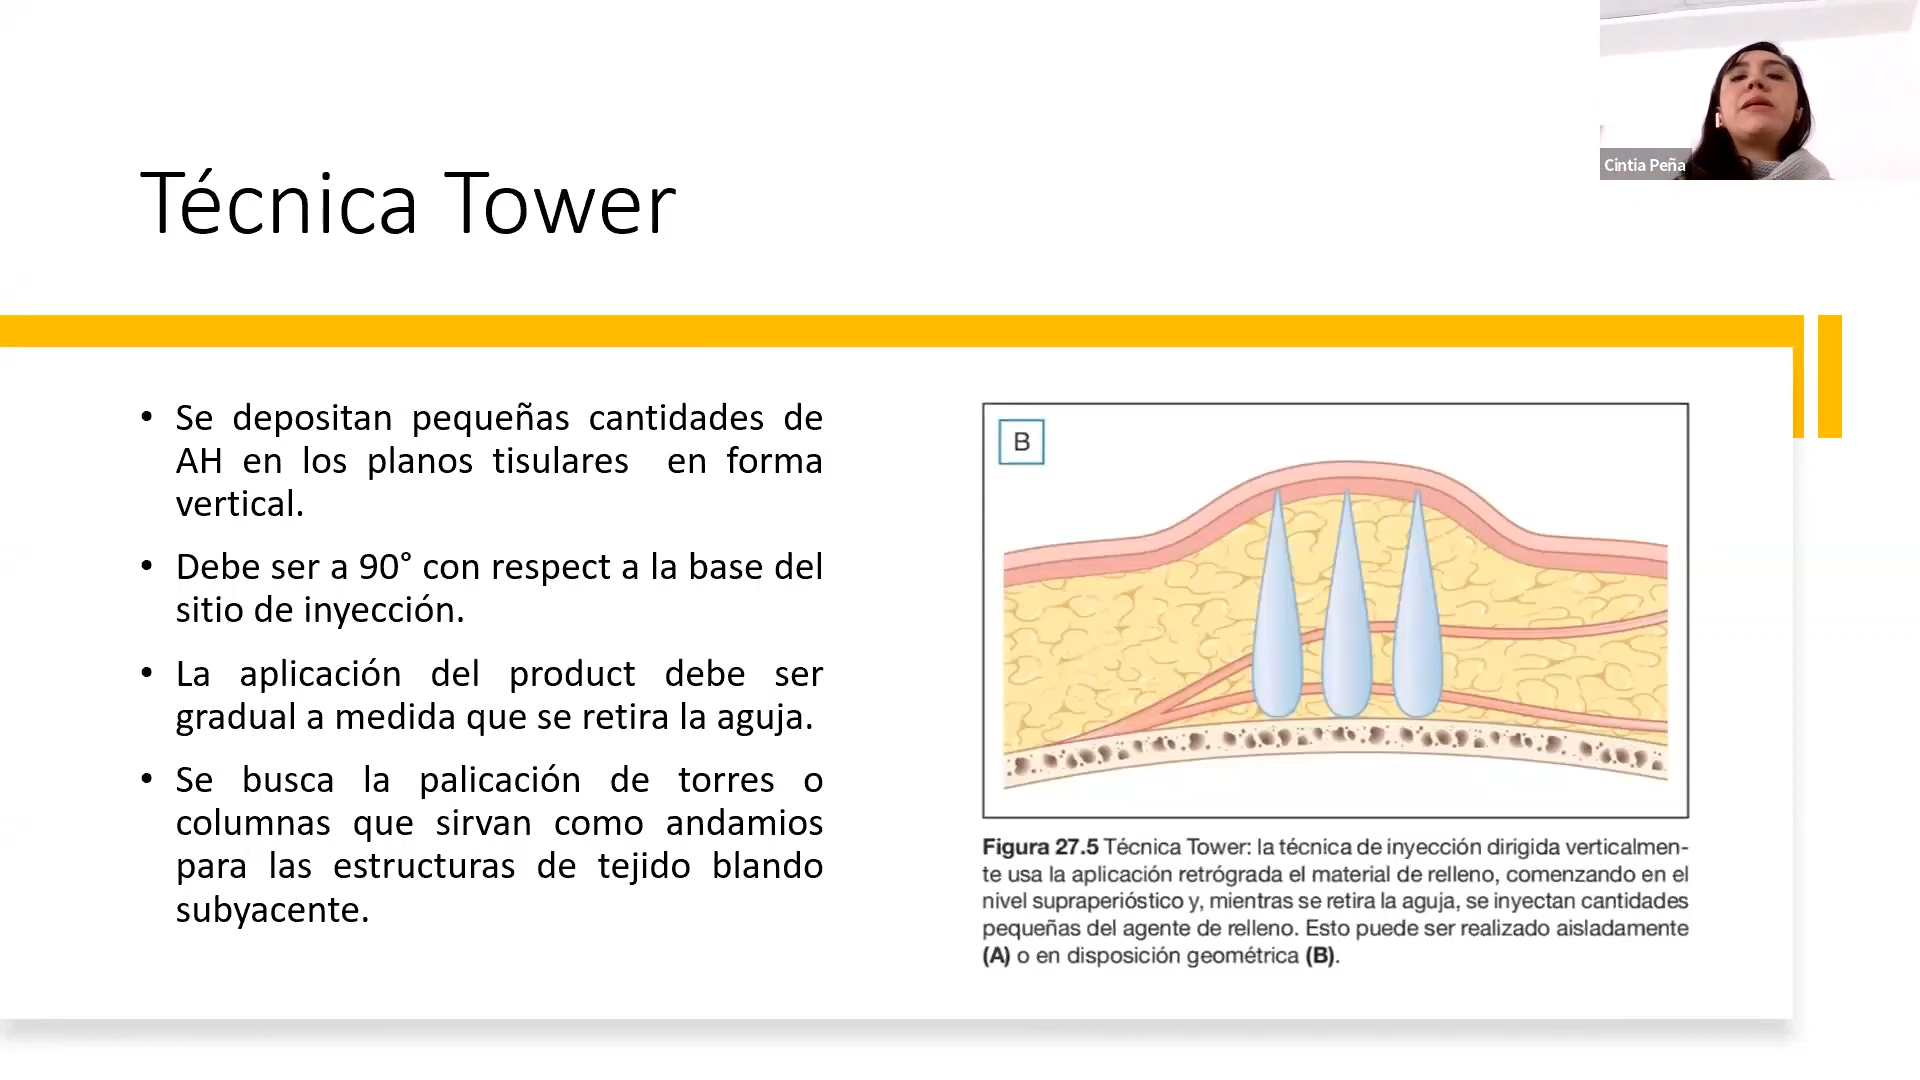 Cintia Peña
Técnica Tower
• Se depositan pequeñas cantidades de
AH en los planos tisulares en forma
vertical.
• Debe ser a 90° con respect a la base del
sitio de inyección.
• La aplicación del product debe ser
gradual a medida que se retira la aguja.
• Se busca la palicación de torres o
columnas que sirvan como andamios
para las estructuras de tejido blando
subyacente.
B
Figura 27.5 Técnica Tower: la técnica de inyección dirigida verticalmen-
te usa la aplicación retrógrada el material de relleno, comenzando en el
nivel supraperióstico y, mientras se retira la aguja, se inyectan cantidades
pequeñas del agente de relleno. Esto puede ser realizado aisladamente
(A) o en disposición geométrica (B).